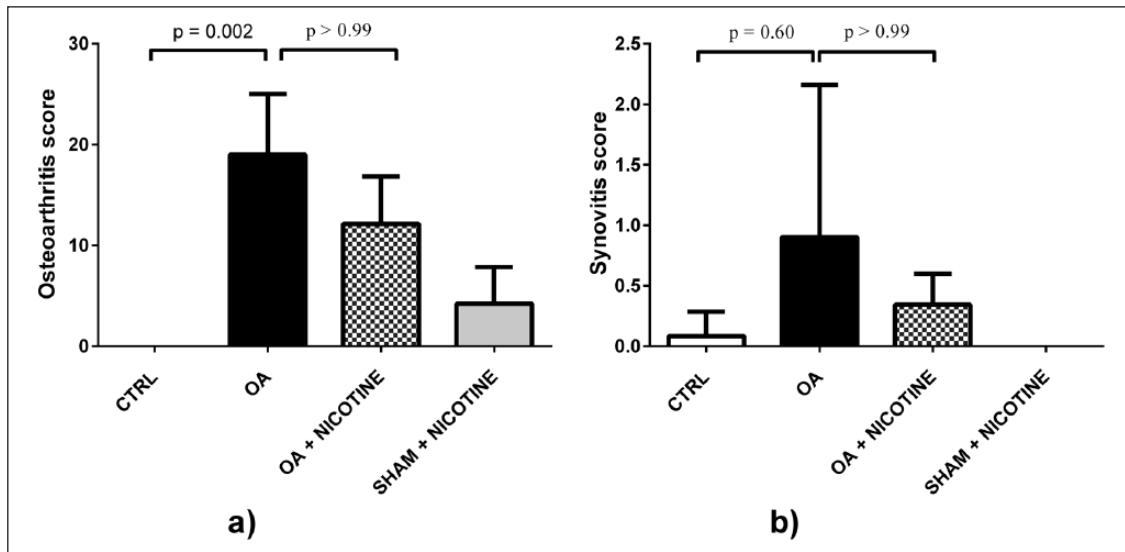 p = 0.002
p > 0.99
30
20
10
0
Osteoarthritis score
CTRL
OA
OA + NICOTINE
SHAM + NICOTINE
a)
p = 0.60
p > 0.99
2.5
2.0
1.5
1.0
0.5
0.0
Synovitis score
CTRL
OA
OA + NICOTINE
SHAM + NICOTINE
b)